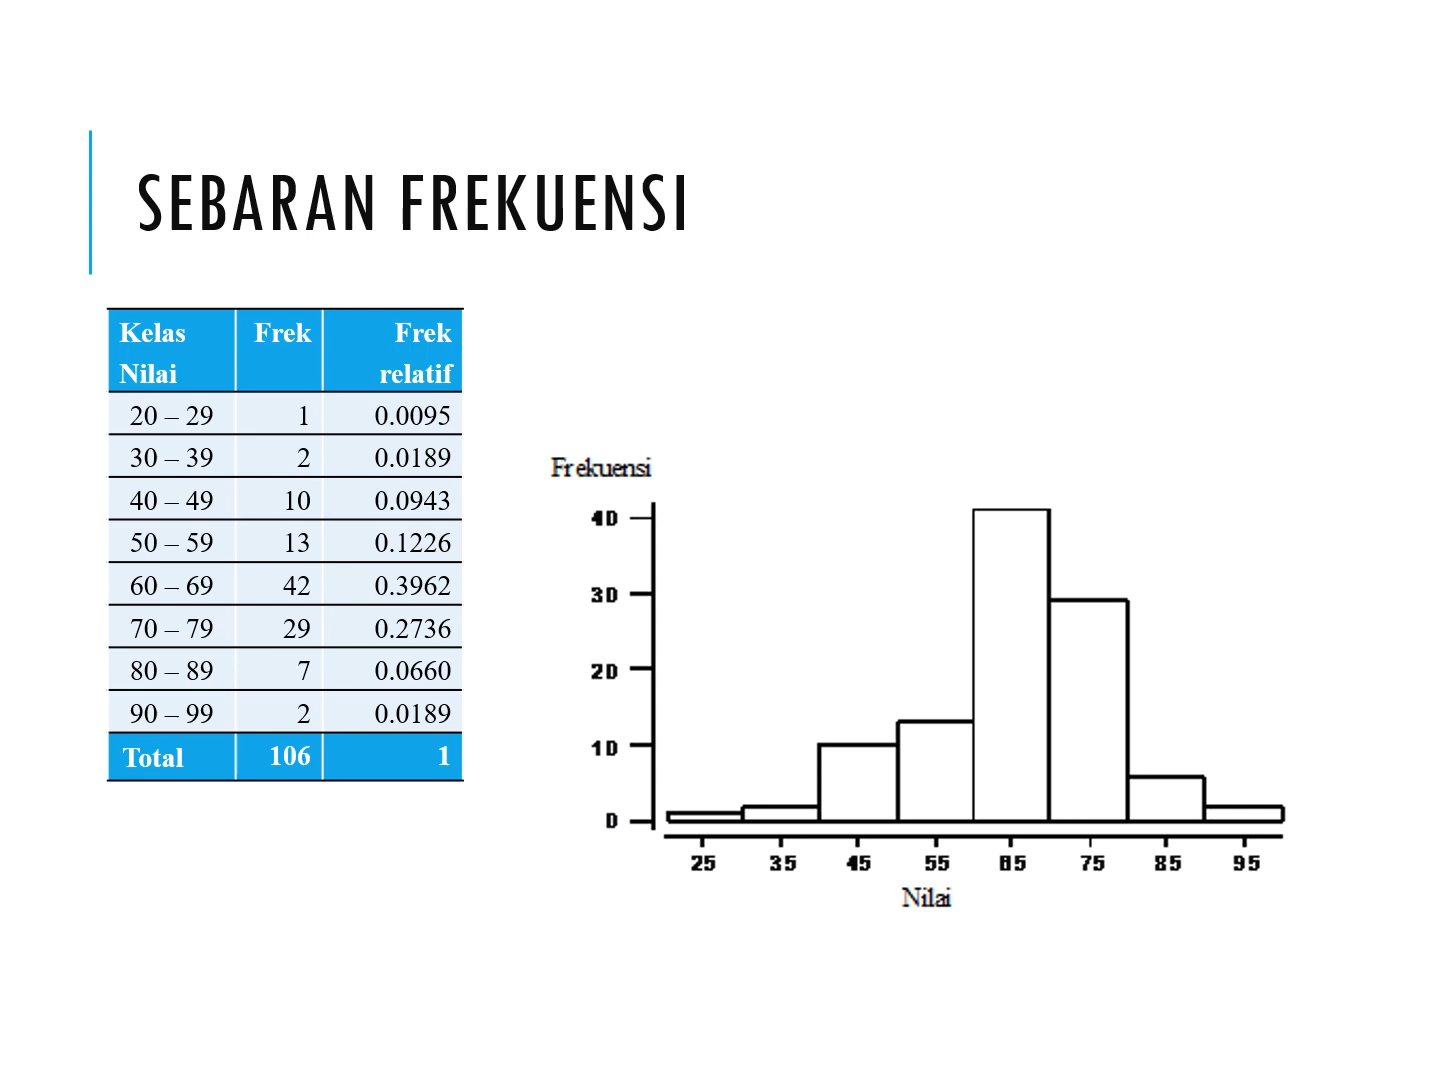 SEBARAN FREKUENSI
Kelas Nilai Frek Frek relatif
20 – 29 1 0.0095
30 – 39 2 0.0189
40 – 49 10 0.0943
50 – 59 13 0.1226
60 – 69 42 0.3962
70 – 79 29 0.2736
80 – 89 7 0.0660
90 – 99 2 0.0189
Total 106 1
Frekuensi
40
30
20
10
0
25 35 45 55 65 75 85 95
Nilai